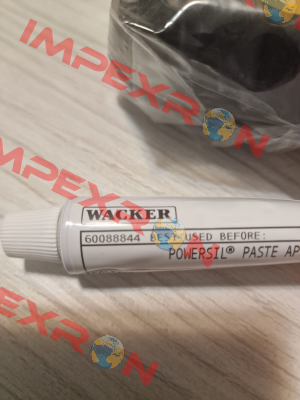 IMPEXRON
IMPEXRON
IMPEXRON
WACKER
60088844 BEST USED BEFORE:
POWERSIL® PASTE AP
IMPEXRON